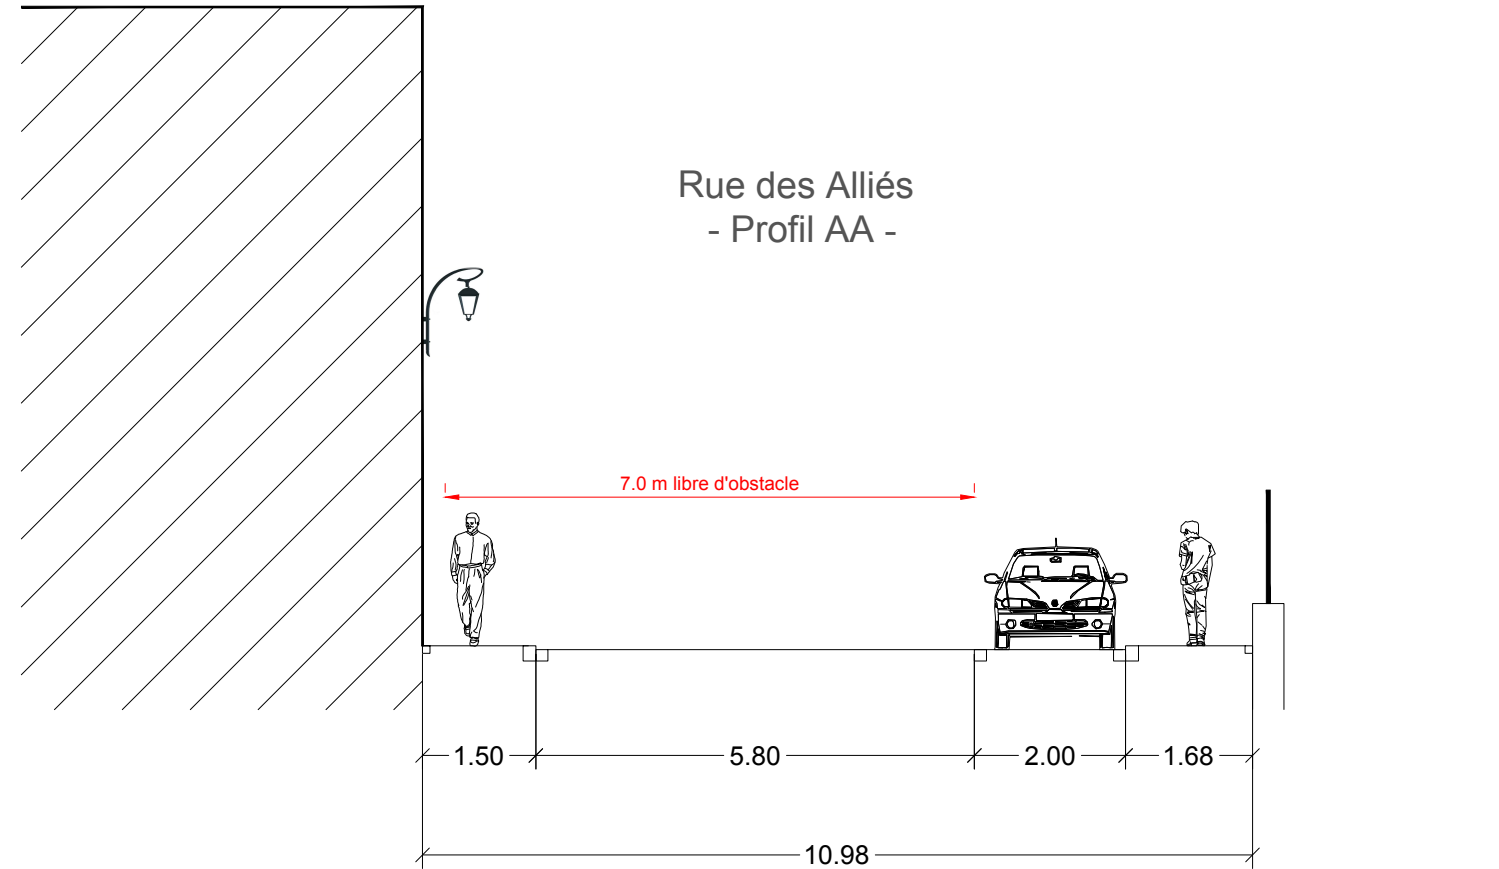 Rue des Alliés
- Profil AA -
7.0 m libre d'obstacle
1.50
5.80
2.00
1.68
10.98